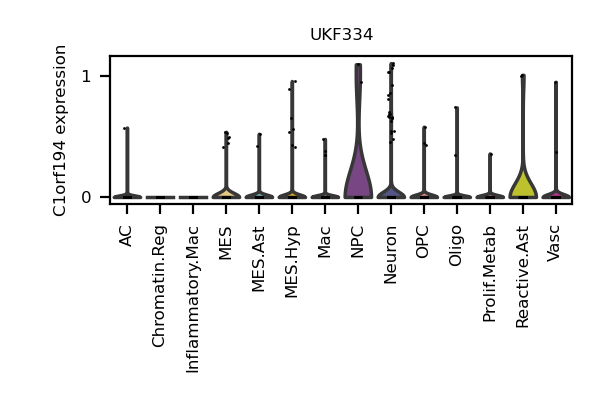 UKF334
C1orf194 expression
1
0
AC
Chromatin.Reg
Inflammatory.Mac
MES
MES.Ast
MES.Hyp
Mac
NPC
Neuron
OPC
Oligo
Prolif.Metab
Reactive.Ast
Vasc